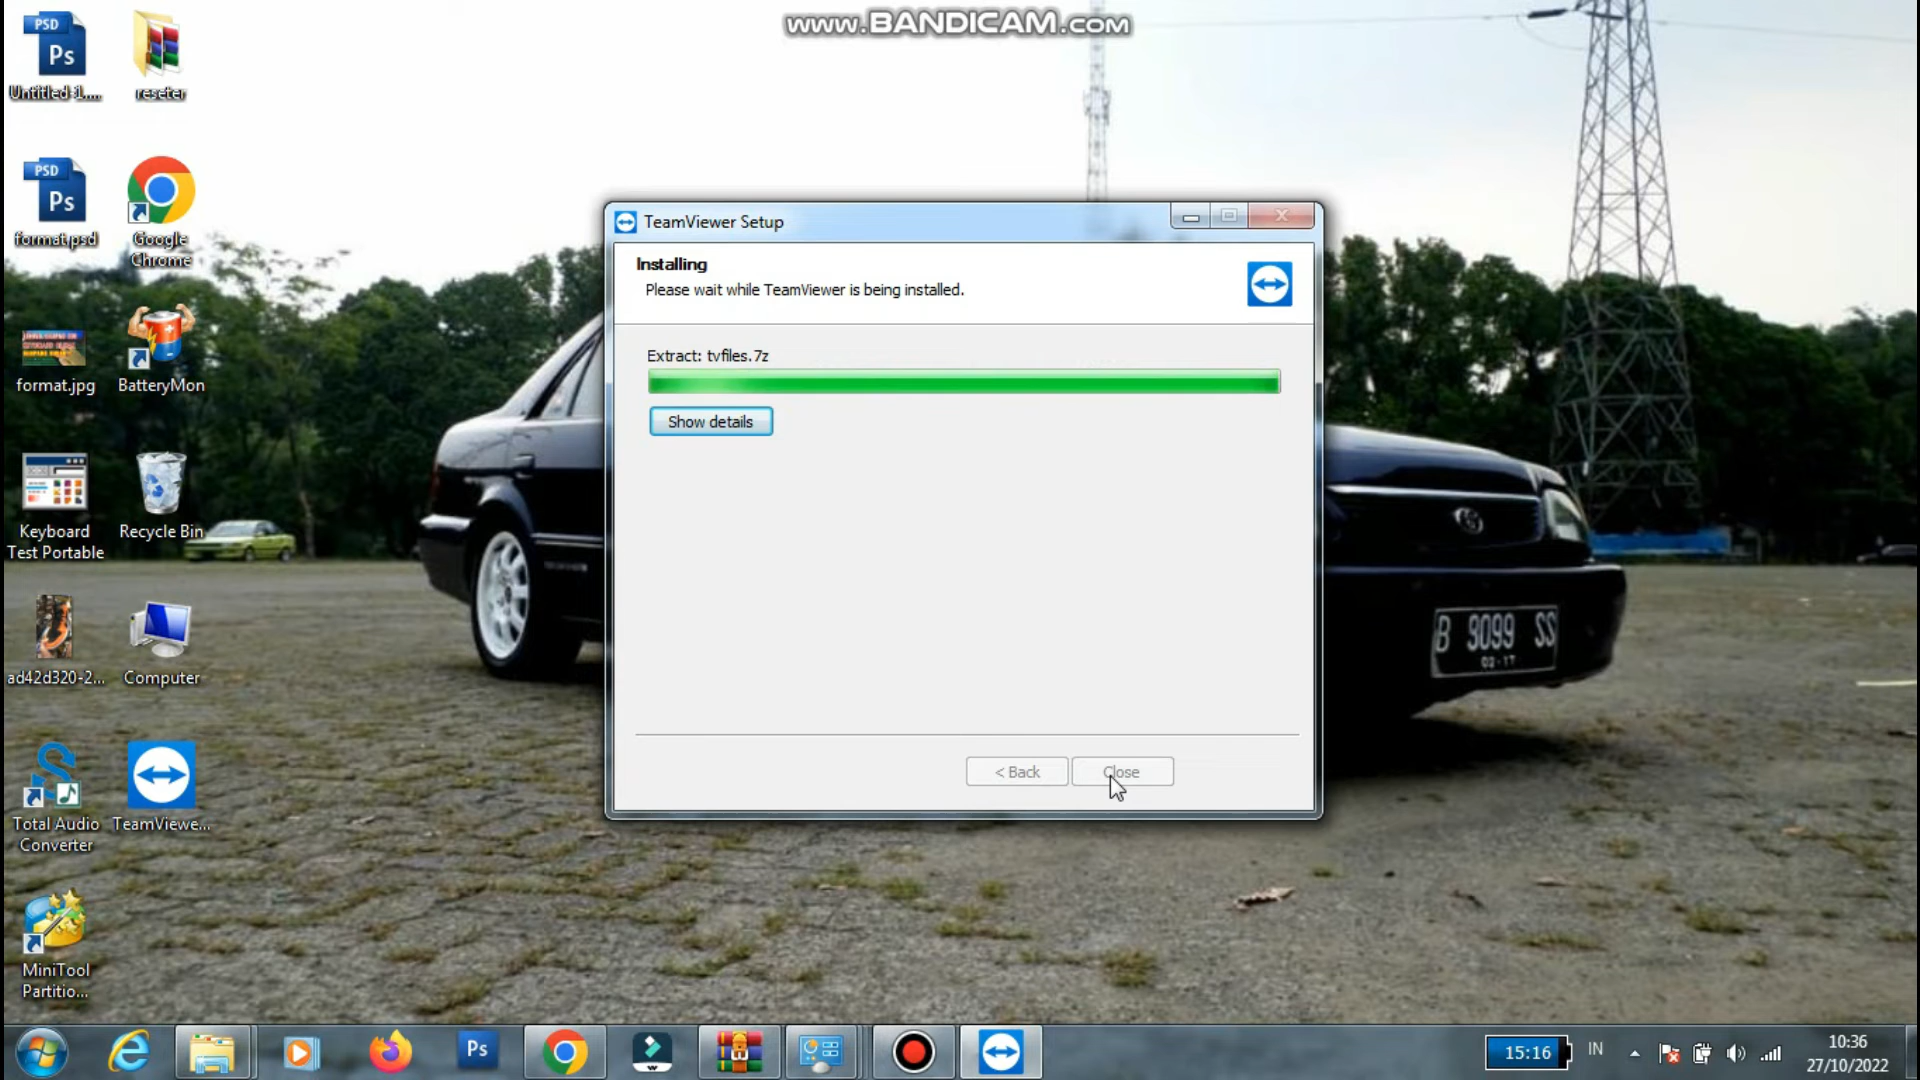 www.BANDICAM.com
PSD
Ps
Untitled-1....
reseter
PSD
Ps
format.psd
Google
Chrome
format.jpg
BatteryMon
Keyboard
Test Portable
Recycle Bin
ad42d320-2...
Computer
Total Audio
Converter
TeamViewe...
MiniTool
Partitio...
TeamViewer Setup
Installing
Please wait while TeamViewer is being installed.
Extract: tvfiles.7z
Show details
< Back
Close
B 9099 SS
02-17
Ps
15:16
IN
10:36
27/10/2022